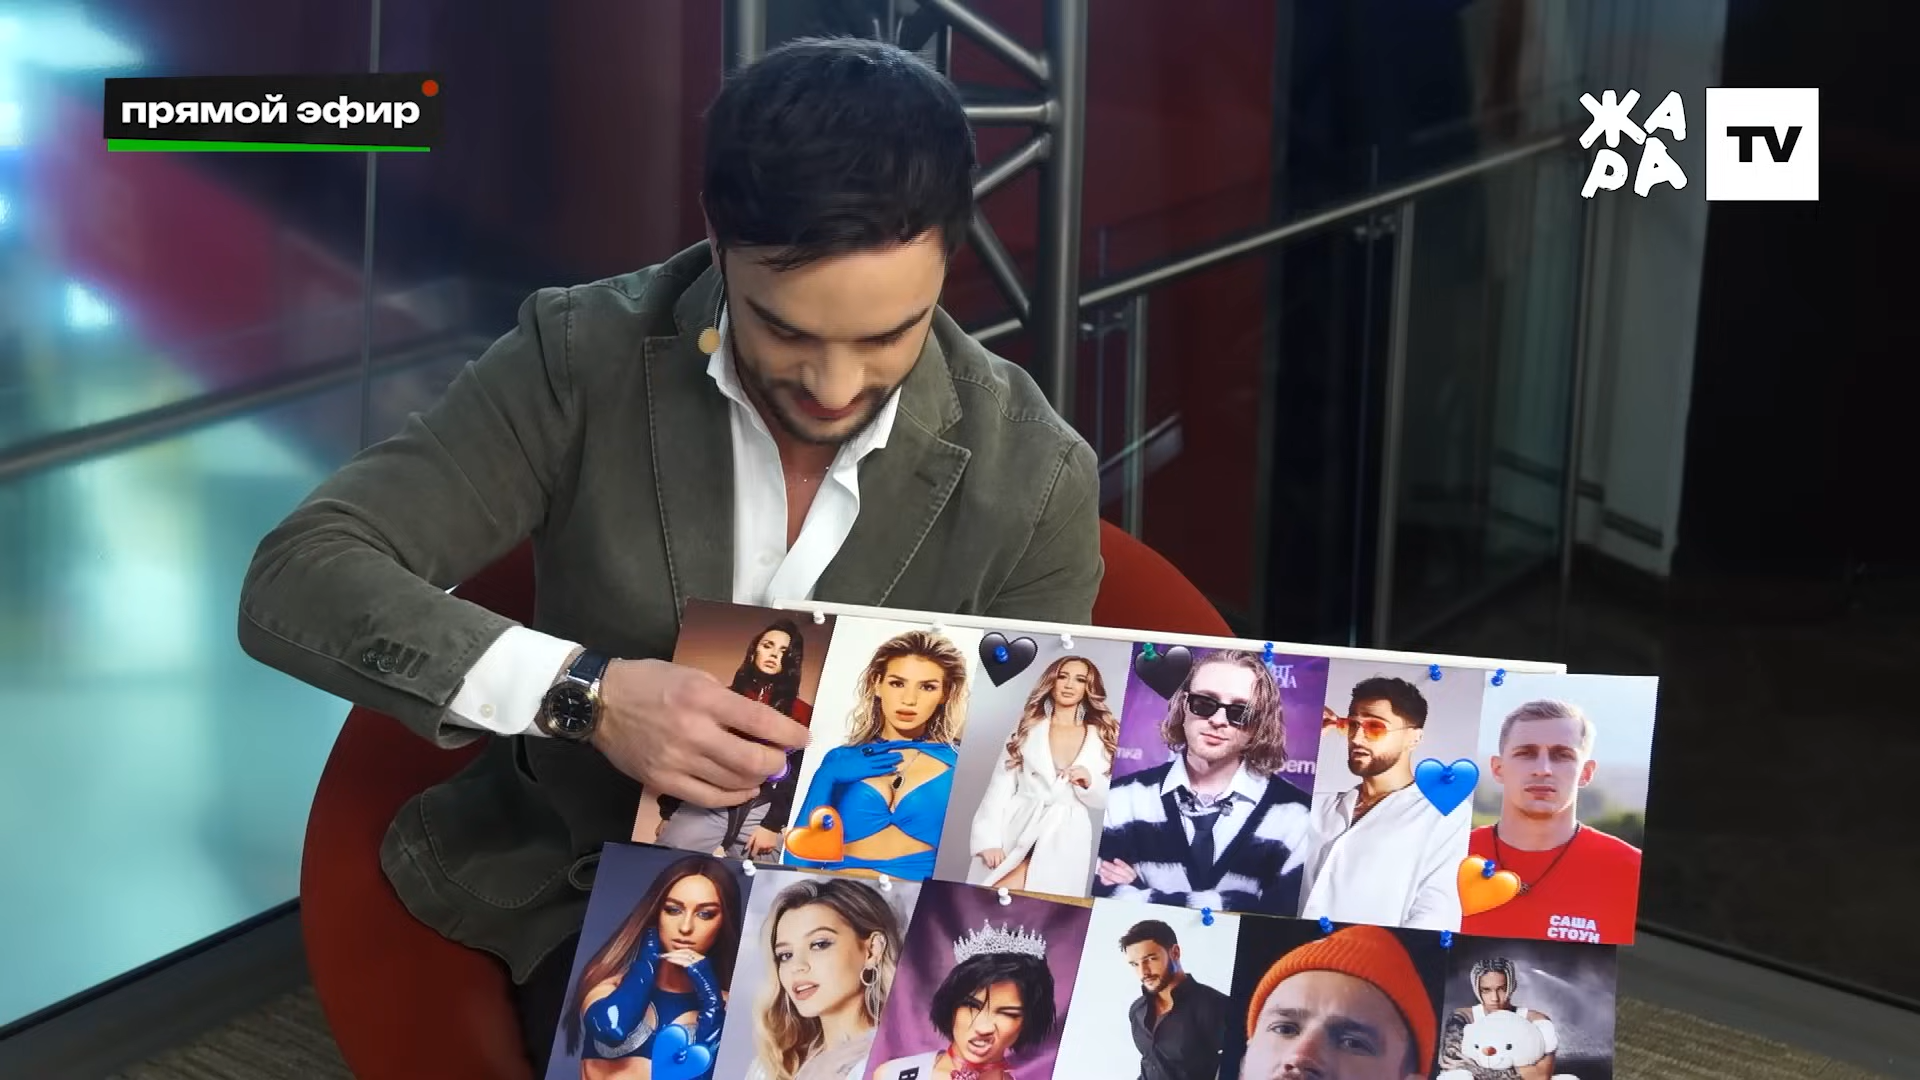 прямой эфир
ЖА
РА
TV
САША
СТОУН